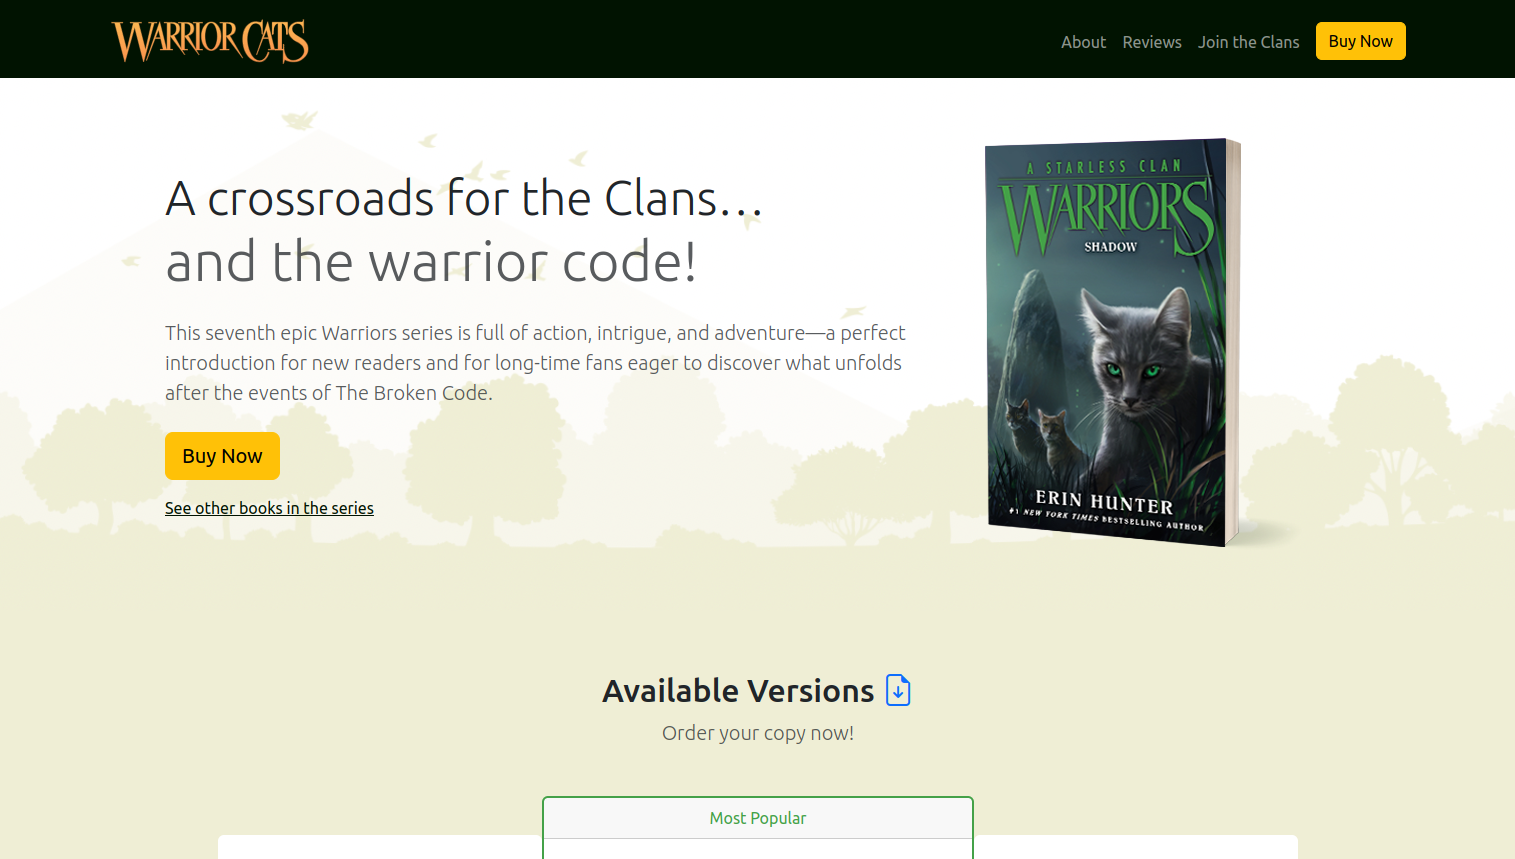 WARRIOR CATS
About Reviews Join the Clans Buy Now
A crossroads for the Clans…
and the warrior code!
This seventh epic Warriors series is full of action, intrigue, and adventure—a perfect
introduction for new readers and for long-time fans eager to discover what unfolds
after the events of The Broken Code.
Buy Now
See other books in the series
A STARLESS CLAN
WARRIORS
SHADOW
ERIN HUNTER
#1 NEW YORK TIMES BESTSELLING AUTHOR
Available Versions
Order your copy now!
Most Popular